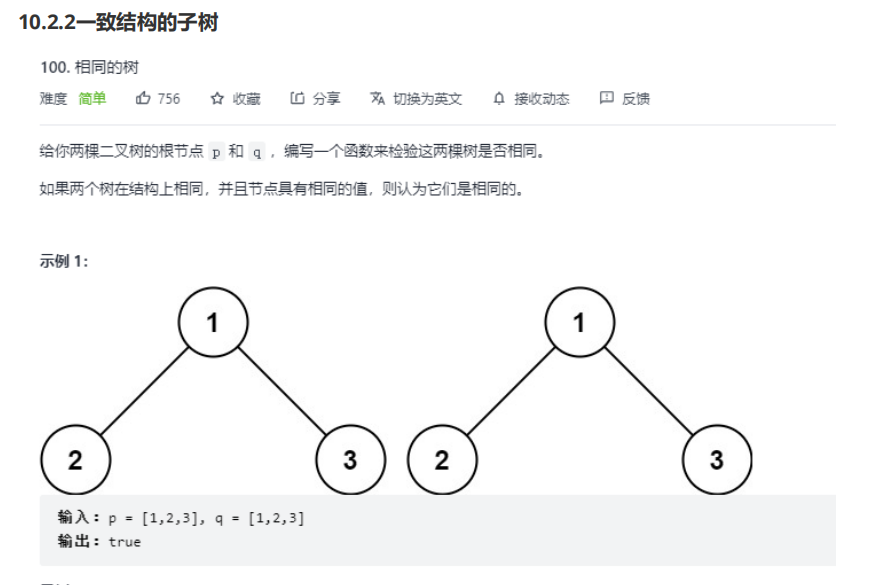 10.2.2一致结构的子树
100. 相同的树
难度 简单 756 收藏 分享 切换为英文 接收动态 反馈
给你两棵二叉树的根节点 p 和 q ，编写一个函数来检验这两棵树是否相同。
如果两个树在结构上相同，并且节点具有相同的值，则认为它们是相同的。
示例 1：
1 1
2 3 2 3
输入：p = [1,2,3], q = [1,2,3]
输出：true